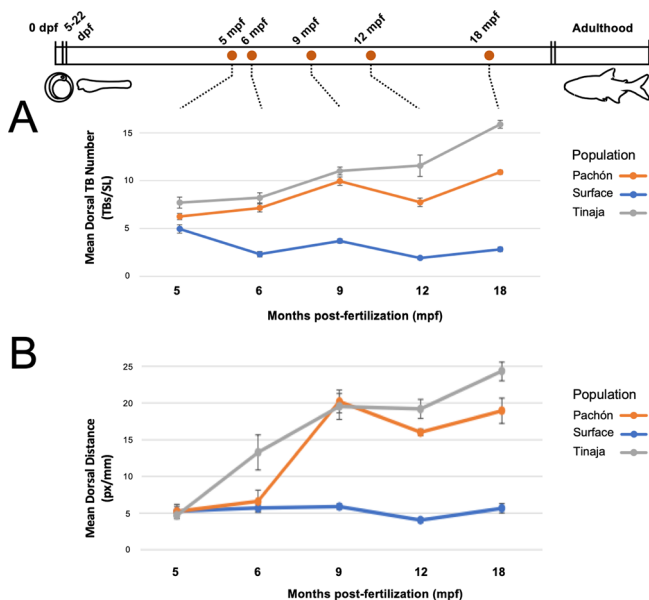 0 dpf
5-22
dpf
5 mpf
6 mpf
9 mpf
12 mpf
18 mpf
Adulthood
A
Mean Dorsal TB Number
(TBs/SL)
15
10
5
0
5 6 9 12 18
Months post-fertilization (mpf)
Population
Pachón
Surface
Tinaja
B
Mean Dorsal Distance
(px/mm)
25
20
15
10
5
0
5 6 9 12 18
Months post-fertilization (mpf)
Population
Pachón
Surface
Tinaja